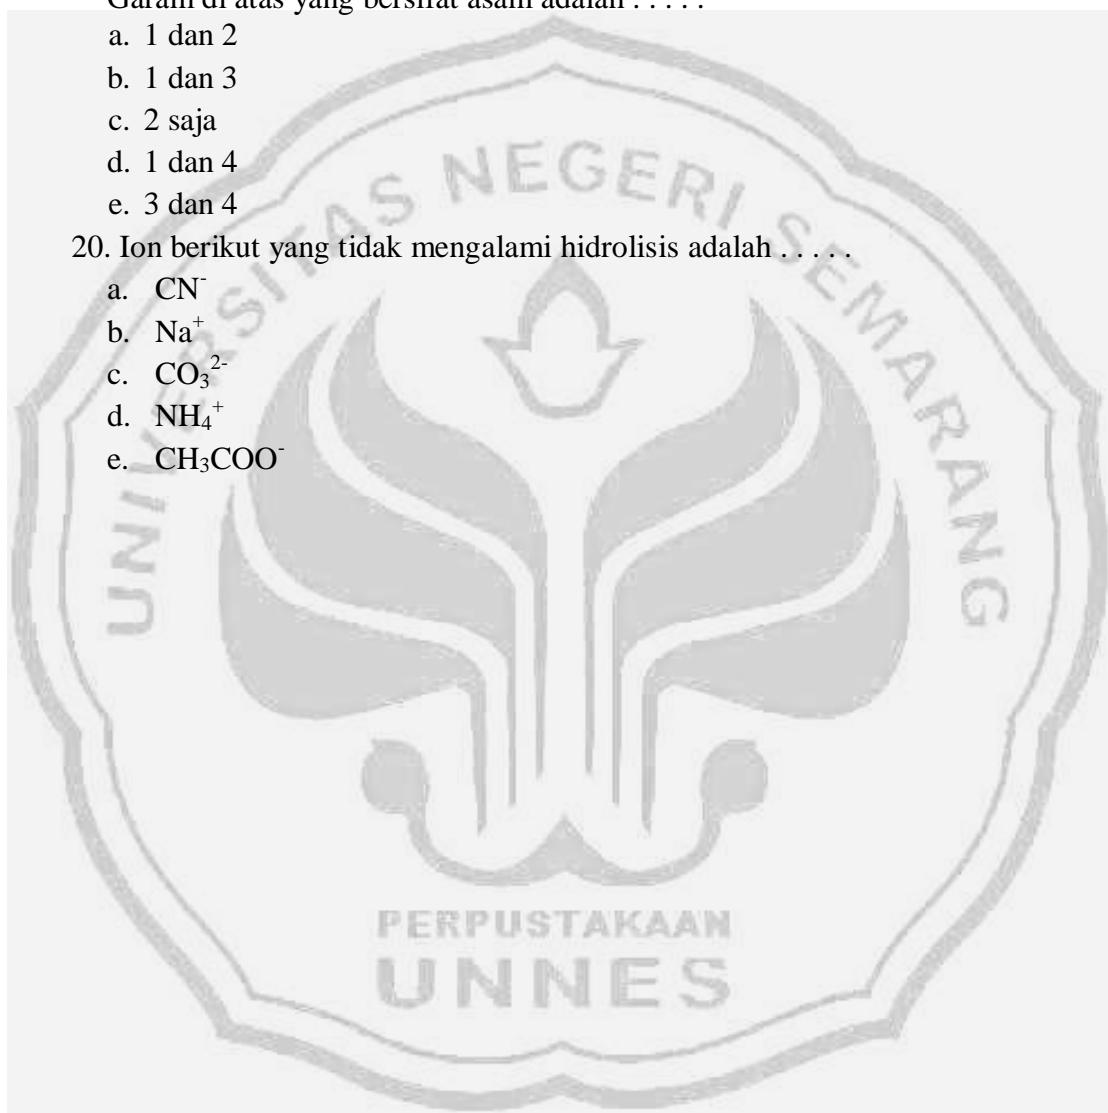 Garam di atas yang bersifat asam adalah . . . . .
a. 1 dan 2
b. 1 dan 3
c. 2 saja
d. 1 dan 4
e. 3 dan 4
20. Ion berikut yang tidak mengalami hidrolisis adalah . . . . .
a. CN⁻
b. Na⁺
c. CO₃²⁻
d. NH₄⁺
e. CH₃COO⁻
UNIVERSITAS NEGERI SEMARANG
PERPUSTAKAAN
UNNES